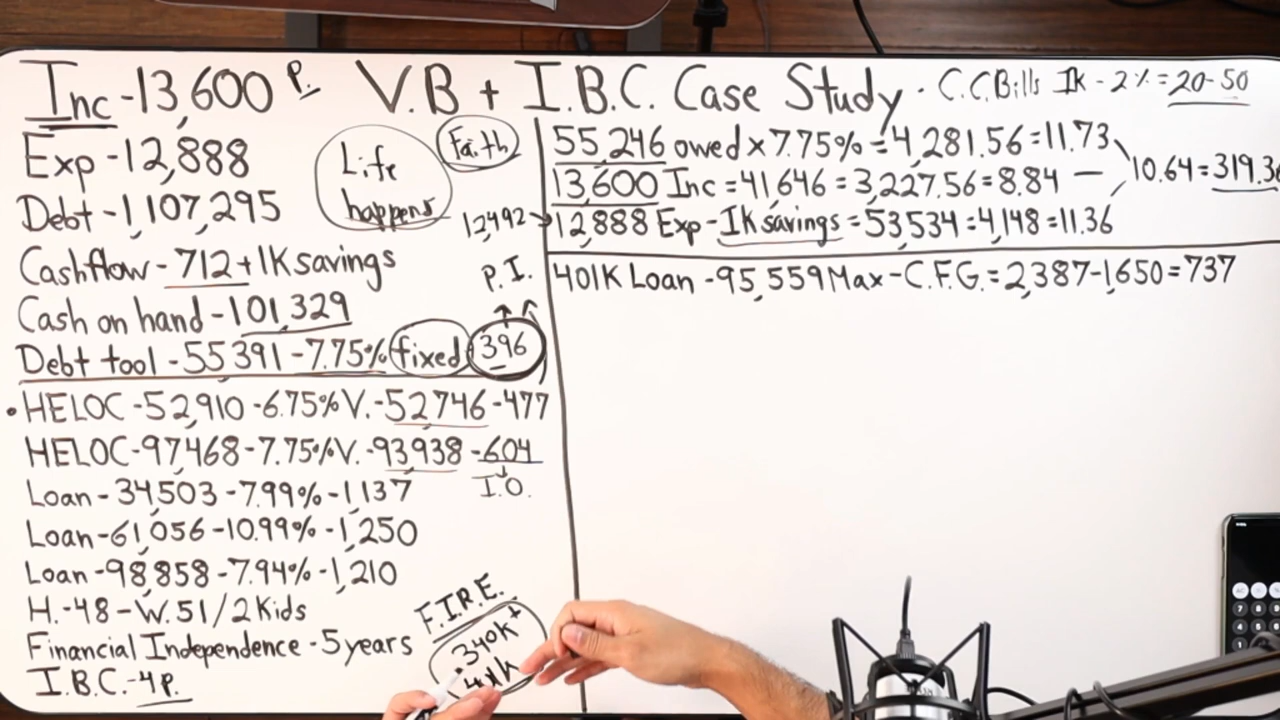 Inc -13,600 P. V.B + I.B.C. Case Study · C.C.Bills 1k - 2% = 20-50
Exp -12,888
Debt -1,107,295
Cashflow - 712 + 1K savings
Cash on hand -101,329
Debt tool -55,391 -7.75% fixed 396
Life happens
Faith
P.I.
• HELOC -52,910 -6.75% V. -52,746 -477
HELOC -97,468 -7.75% V. -93,938 -604
I.O.
Loan - 34,503 -7.99% -1,137
Loan -61,056 -10.99% -1,250
Loan -98,858 -7.94% -1,210
H. -48 - W. 51/2 Kids
Financial Independence -5 years
I.B.C. -4 P.
F.I.R.E.
340K+
401k
55,246 owed x 7.75% = 4,281.56 = 11.73
13,600 Inc = 41,646 = 3,227.56 = 8.84 — 10.64 = 319.3
12,492 → 12,888 Exp - 1K savings = 53,534 = 4,148 = 11.36
401K Loan -95,559 Max - C.F.G. = 2,387 - 1,650 = 737